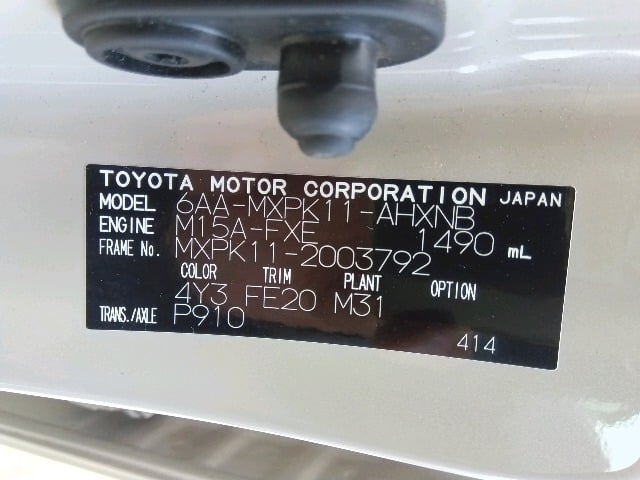 TOYOTA MOTOR CORPORATION JAPAN
MODEL 6AA-MXPK11-AHXNB
ENGINE M15A-FXE 1490 mL
FRAME No. MXPK11-2003792
COLOR TRIM PLANT OPTION
4Y3 FE20 M31
TRANS./AXLE P910
414